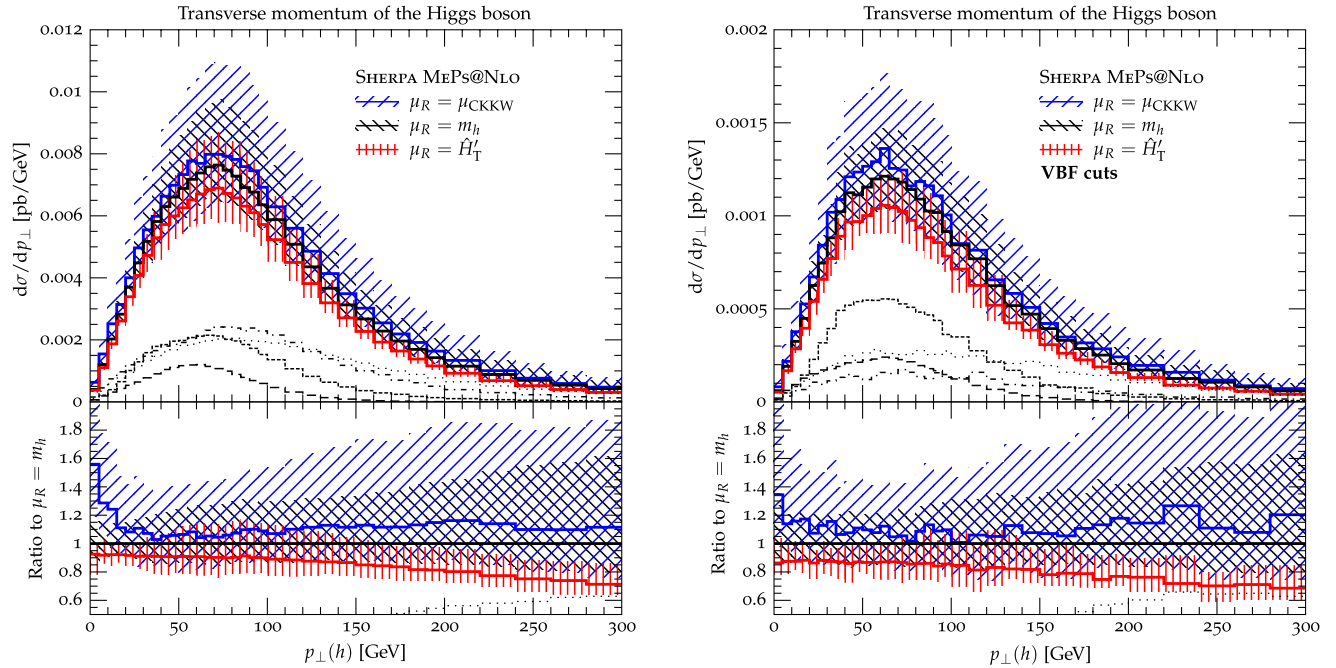 Transverse momentum of the Higgs boson
0.012
0.01
0.008
0.006
0.004
0.002
0
dσ/dp⊥ [pb/GeV]
SHERPA MEPS@NLO
μR = μCKKW
μR = mh
μR = Ĥ′T
1.8
1.6
1.4
1.2
1
0.8
0.6
Ratio to μR = mh
0 50 100 150 200 250 300
p⊥(h) [GeV]
Transverse momentum of the Higgs boson
0.002
0.0015
0.001
0.0005
0
dσ/dp⊥ [pb/GeV]
SHERPA MEPS@NLO
μR = μCKKW
μR = mh
μR = Ĥ′T
VBF cuts
1.8
1.6
1.4
1.2
1
0.8
0.6
Ratio to μR = mh
0 50 100 150 200 250 300
p⊥(h) [GeV]